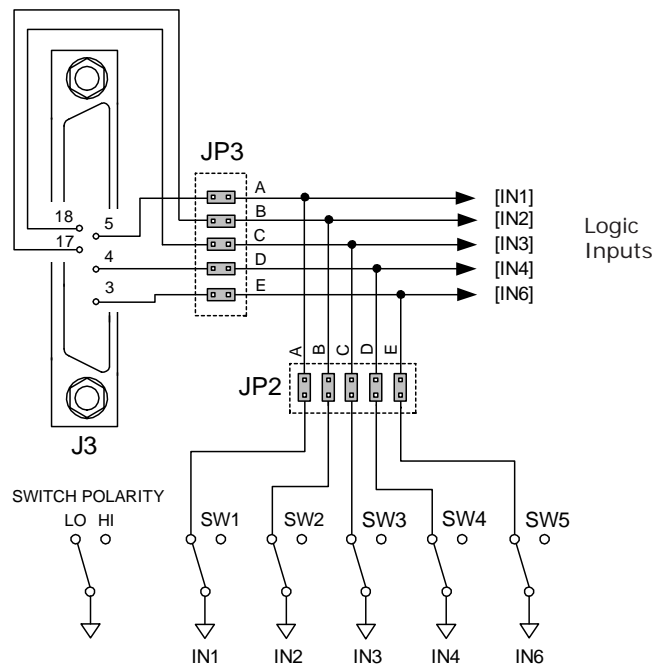 JP3
A
[IN1]
18
5
B
[IN2]
17
C
[IN3]
Logic
Inputs
4
D
[IN4]
3
E
[IN6]
A
B
C
D
E
JP2
J3
SWITCH POLARITY
LO HI
SW1
SW2
SW3
SW4
SW5
IN1
IN2
IN3
IN4
IN6